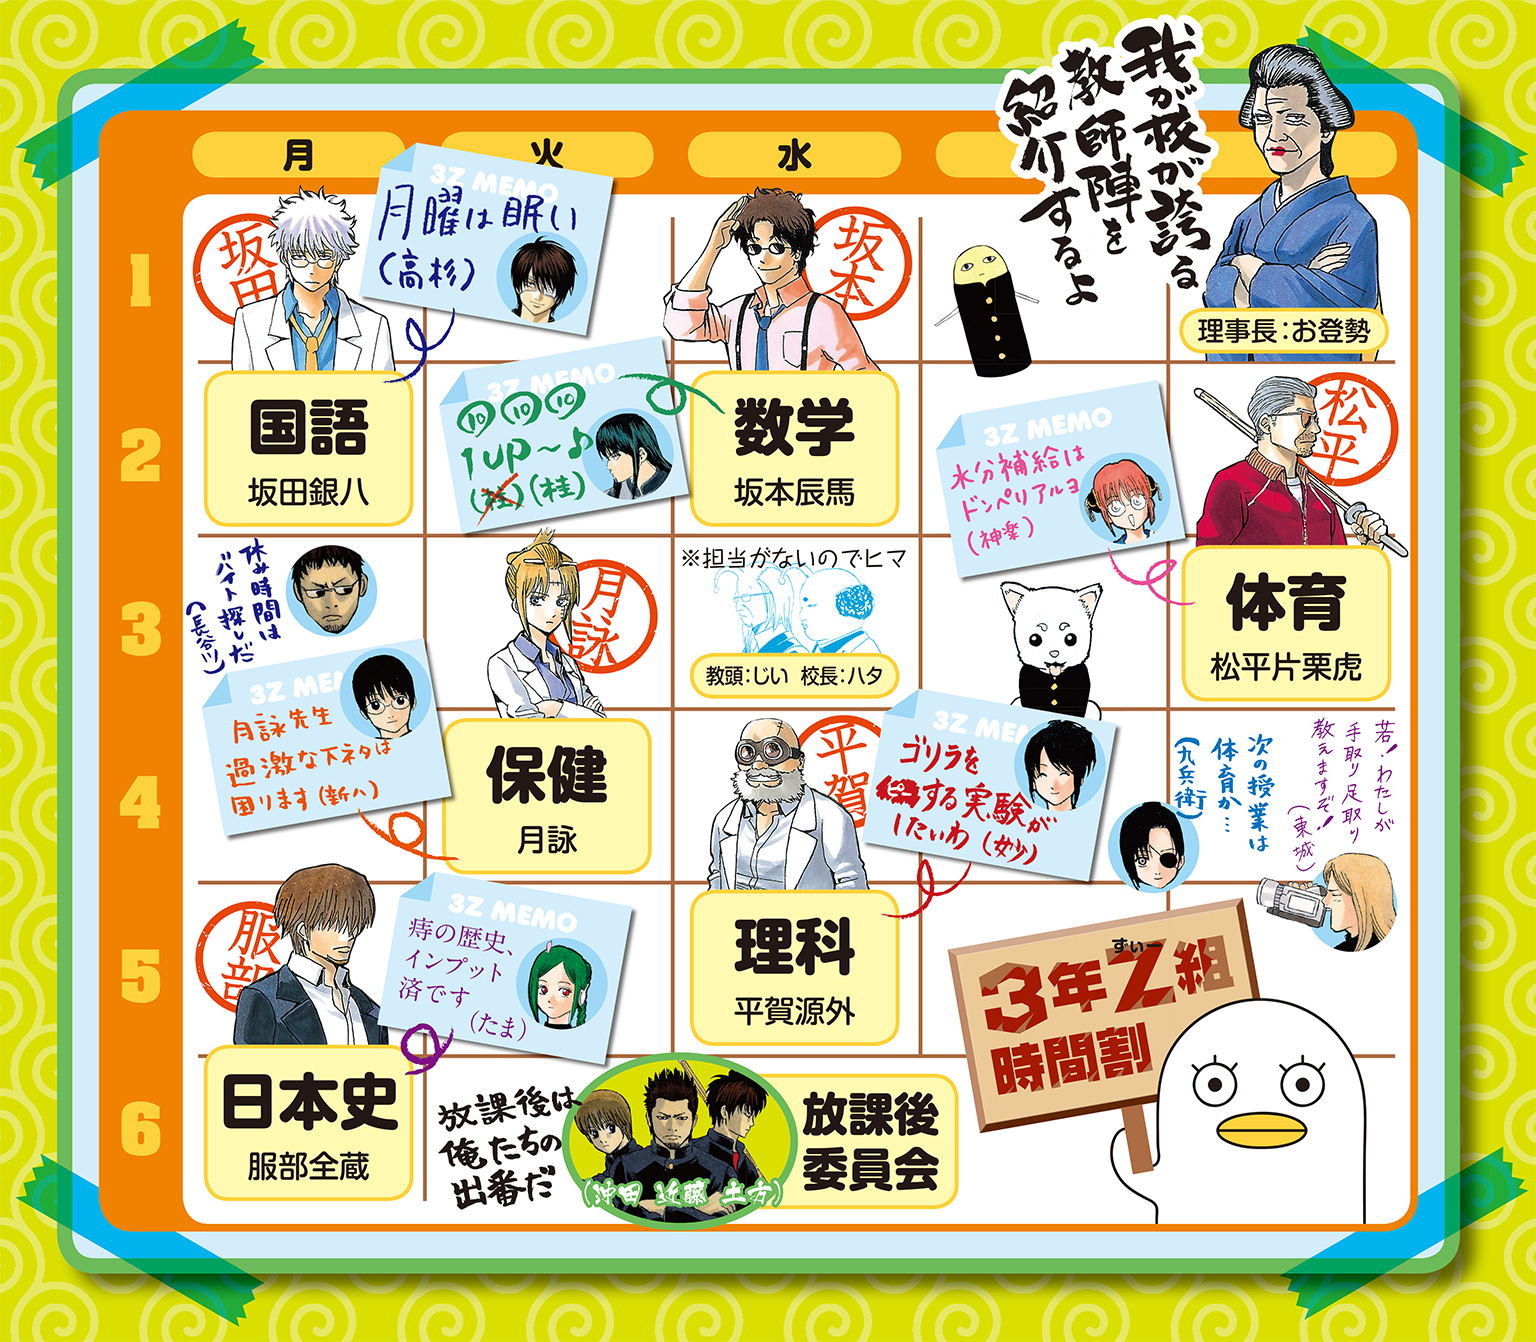 我が校が誇る
教師陣を
紹介するよ
月
火
水
理事長：お登勢
1
2
3
4
5
6
坂田
国語
坂田銀八
3Z MEMO
月曜は眠い
(高杉)
坂本
数学
坂本辰馬
3Z MEMO
10 10 10
1UP〜♪
(桂)(桂)
3Z MEMO
水分補給は
ドンペリアルヨ
(神楽)
松平
体育
松平片栗虎
休み時間は
バイト探しだ
(長谷川)
月詠
保健
月詠
※担当がないのでヒマ
教頭：じい 校長：ハタ
3Z MEMO
月詠先生
過激な下ネタは
困ります(新八)
平賀
理科
平賀源外
3Z MEMO
ゴリラを
する実験が
したいわ (妙)
次の授業は
体育か…
(九兵衛)
若！わたしが
手取り足取り
教えますぞ！
(東城)
服部
日本史
服部全蔵
3Z MEMO
痔の歴史、
インプット
済です
(たま)
放課後は
俺たちの
出番だ
(沖田 近藤 土方)
放課後
委員会
ずぃー
3年Z組
時間割